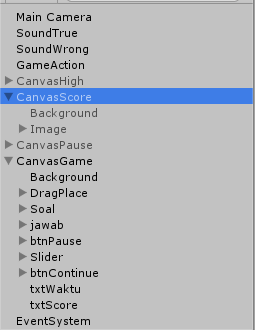 Main Camera
SoundTrue
SoundWrong
GameAction
CanvasHigh
CanvasScore
Background
Image
CanvasPause
CanvasGame
Background
DragPlace
Soal
jawab
btnPause
Slider
btnContinue
txtWaktu
txtScore
EventSystem